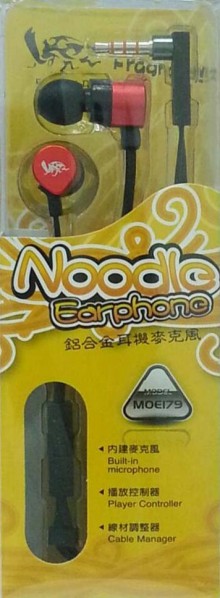 Noodle
Earphone
鋁合金耳機麥克風
MODEL
MOE179
內建麥克風
Built-in
microphone
播放控制器
Player Controller
線材調整器
Cable Manager